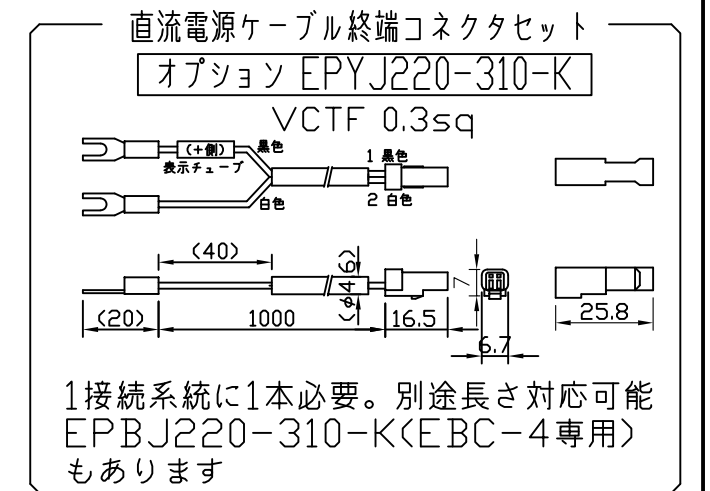 直流電源ケーブル終端コネクタセット
オプション EPYJ220-310-K
VCTF 0.3sq
(+側)
黒色
表示チューブ
白色
1 黒色
2 白色
(40)
(φ4.6)
7
(20)
1000
16.5
6.7
25.8
1接続系統に1本必要。別途長さ対応可能
EPBJ220-310-K(EBC-4専用)
もあります